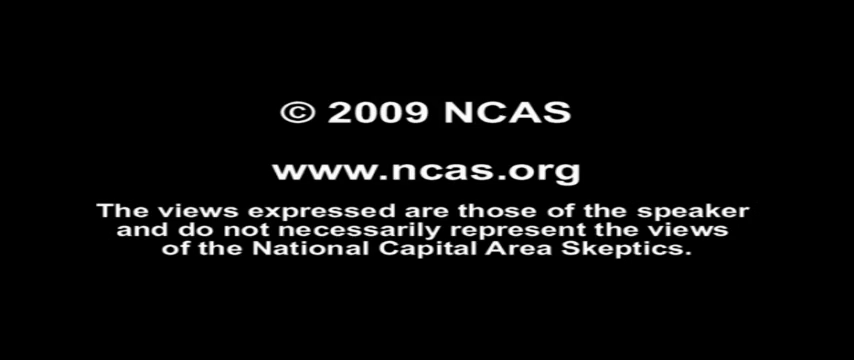 © 2009 NCAS
www.ncas.org
The views expressed are those of the speaker
and do not necessarily represent the views
of the National Capital Area Skeptics.